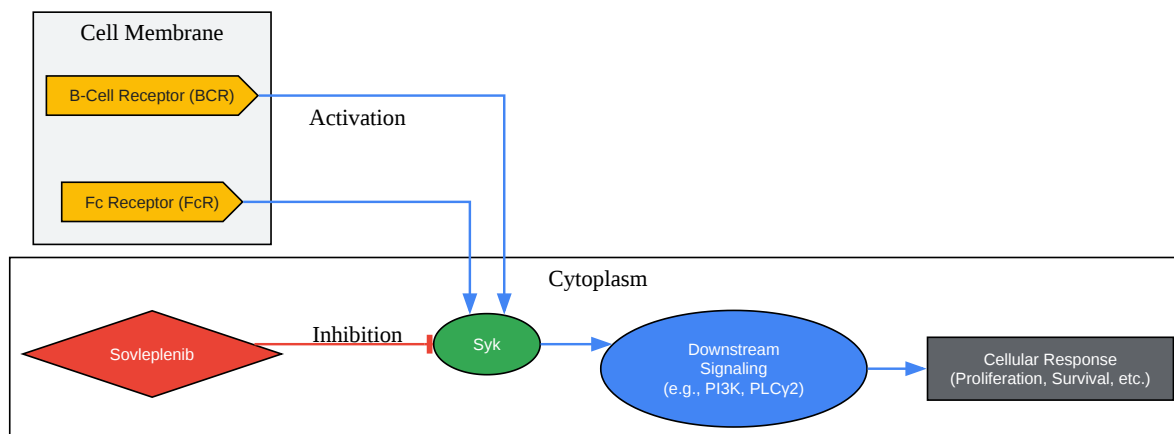 Cell Membrane
B-Cell Receptor (BCR)
Activation
Fc Receptor (FcR)
Cytoplasm
Inhibition
Sovleplenib
Syk
Downstream
Signaling
(e.g., PI3K, PLCγ2)
Cellular Response
(Proliferation, Survival, etc.)